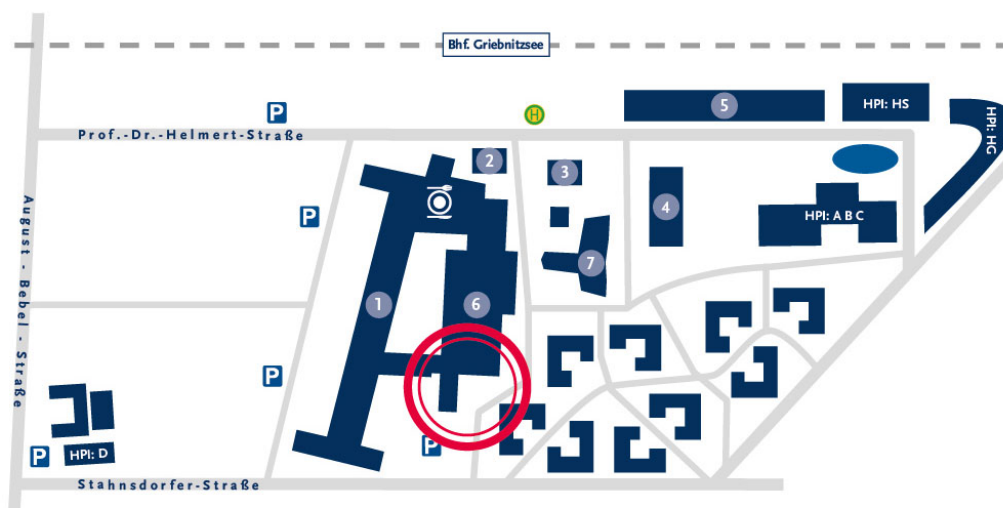 Bhf. Griebnitzsee
5
HPI: HS
HPI: HG
P
H
Prof.-Dr.-Helmert-Straße
2
3
4
P
HPI: A B C
7
August - Bebel - Straße
1
6
P
P
P
HPI: D
Stahnsdorfer-Straße